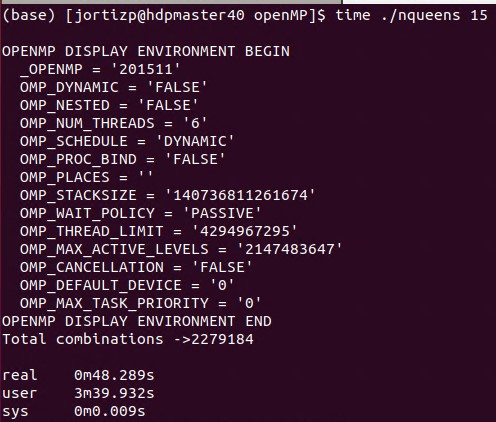 (base) [jortizp@hdpmaster40 openMP]$ time ./nqueens 15
OPENMP DISPLAY ENVIRONMENT BEGIN
_OPENMP = '201511'
OMP_DYNAMIC = 'FALSE'
OMP_NESTED = 'FALSE'
OMP_NUM_THREADS = '6'
OMP_SCHEDULE = 'DYNAMIC'
OMP_PROC_BIND = 'FALSE'
OMP_PLACES = ''
OMP_STACKSIZE = '140736811261674'
OMP_WAIT_POLICY = 'PASSIVE'
OMP_THREAD_LIMIT = '4294967295'
OMP_MAX_ACTIVE_LEVELS = '2147483647'
OMP_CANCELLATION = 'FALSE'
OMP_DEFAULT_DEVICE = '0'
OMP_MAX_TASK_PRIORITY = '0'
OPENMP DISPLAY ENVIRONMENT END
Total combinations ->2279184
real 0m48.289s
user 3m39.932s
sys 0m0.009s